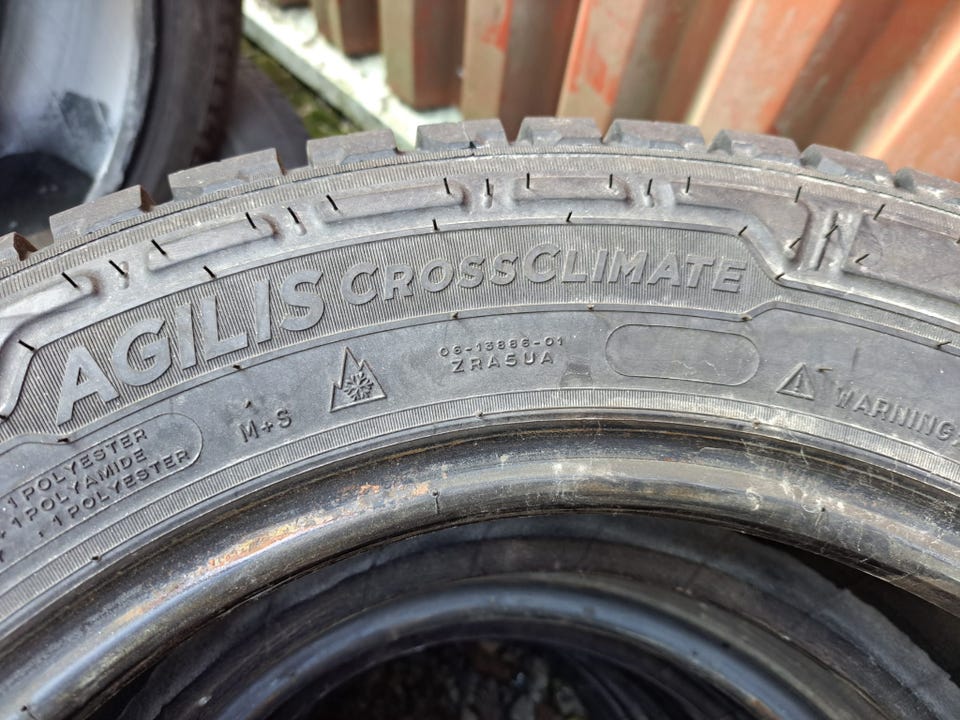 AGILIS CROSSCLIMATE
06-13886-01
ZRA5UA
M+S
WARNING
1 POLYESTER
1 POLYAMIDE
1 POLYESTER